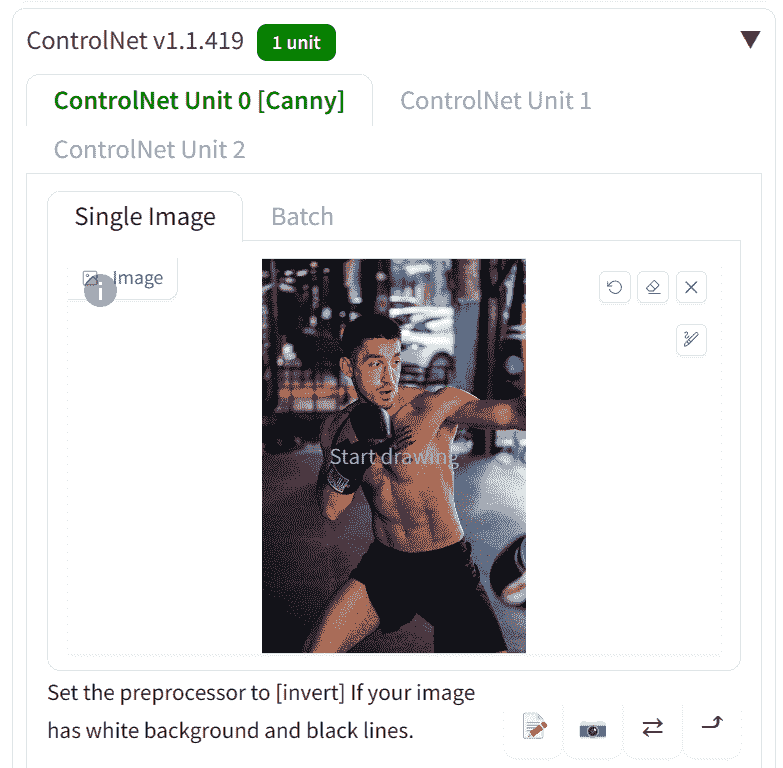 ControlNet v1.1.419 1 unit
ControlNet Unit 0 [Canny] ControlNet Unit 1
ControlNet Unit 2
Single Image Batch
Image
Start drawing
Set the preprocessor to [invert] If your image
has white background and black lines.